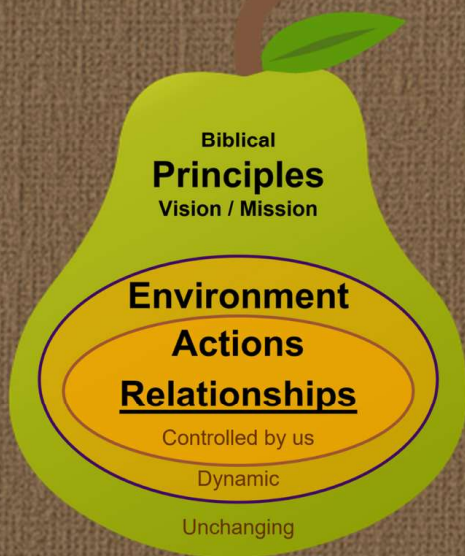 Biblical
Principles
Vision / Mission
Environment
Actions
Relationships
Controlled by us
Dynamic
Unchanging